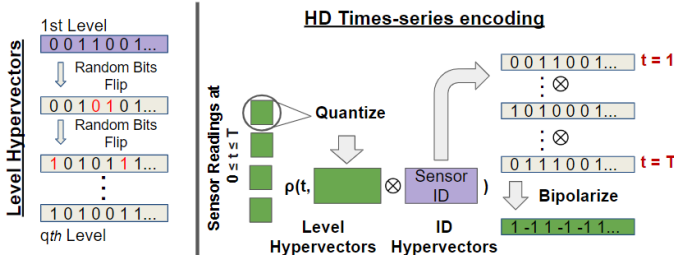 Level Hypervectors
1st Level
0 0 1 1 0 0 1...
Random Bits
Flip
0 0 1 0 0 1 0 1...
Random Bits
Flip
1 0 1 0 1 1 1...
1 0 1 0 0 1 1...
qth Level
HD Times-series encoding
Sensor Readings at
0 ≤ t ≤ T
Quantize
ρ(t, ⊗ Sensor
ID )
Level
Hypervectors
ID
Hypervectors
0 0 1 1 0 0 1... t = 1
⊗
1 0 1 0 0 0 1...
⊗
0 1 1 1 0 0 1... t = T
Bipolarize
1 -1 1 -1 -1 1...